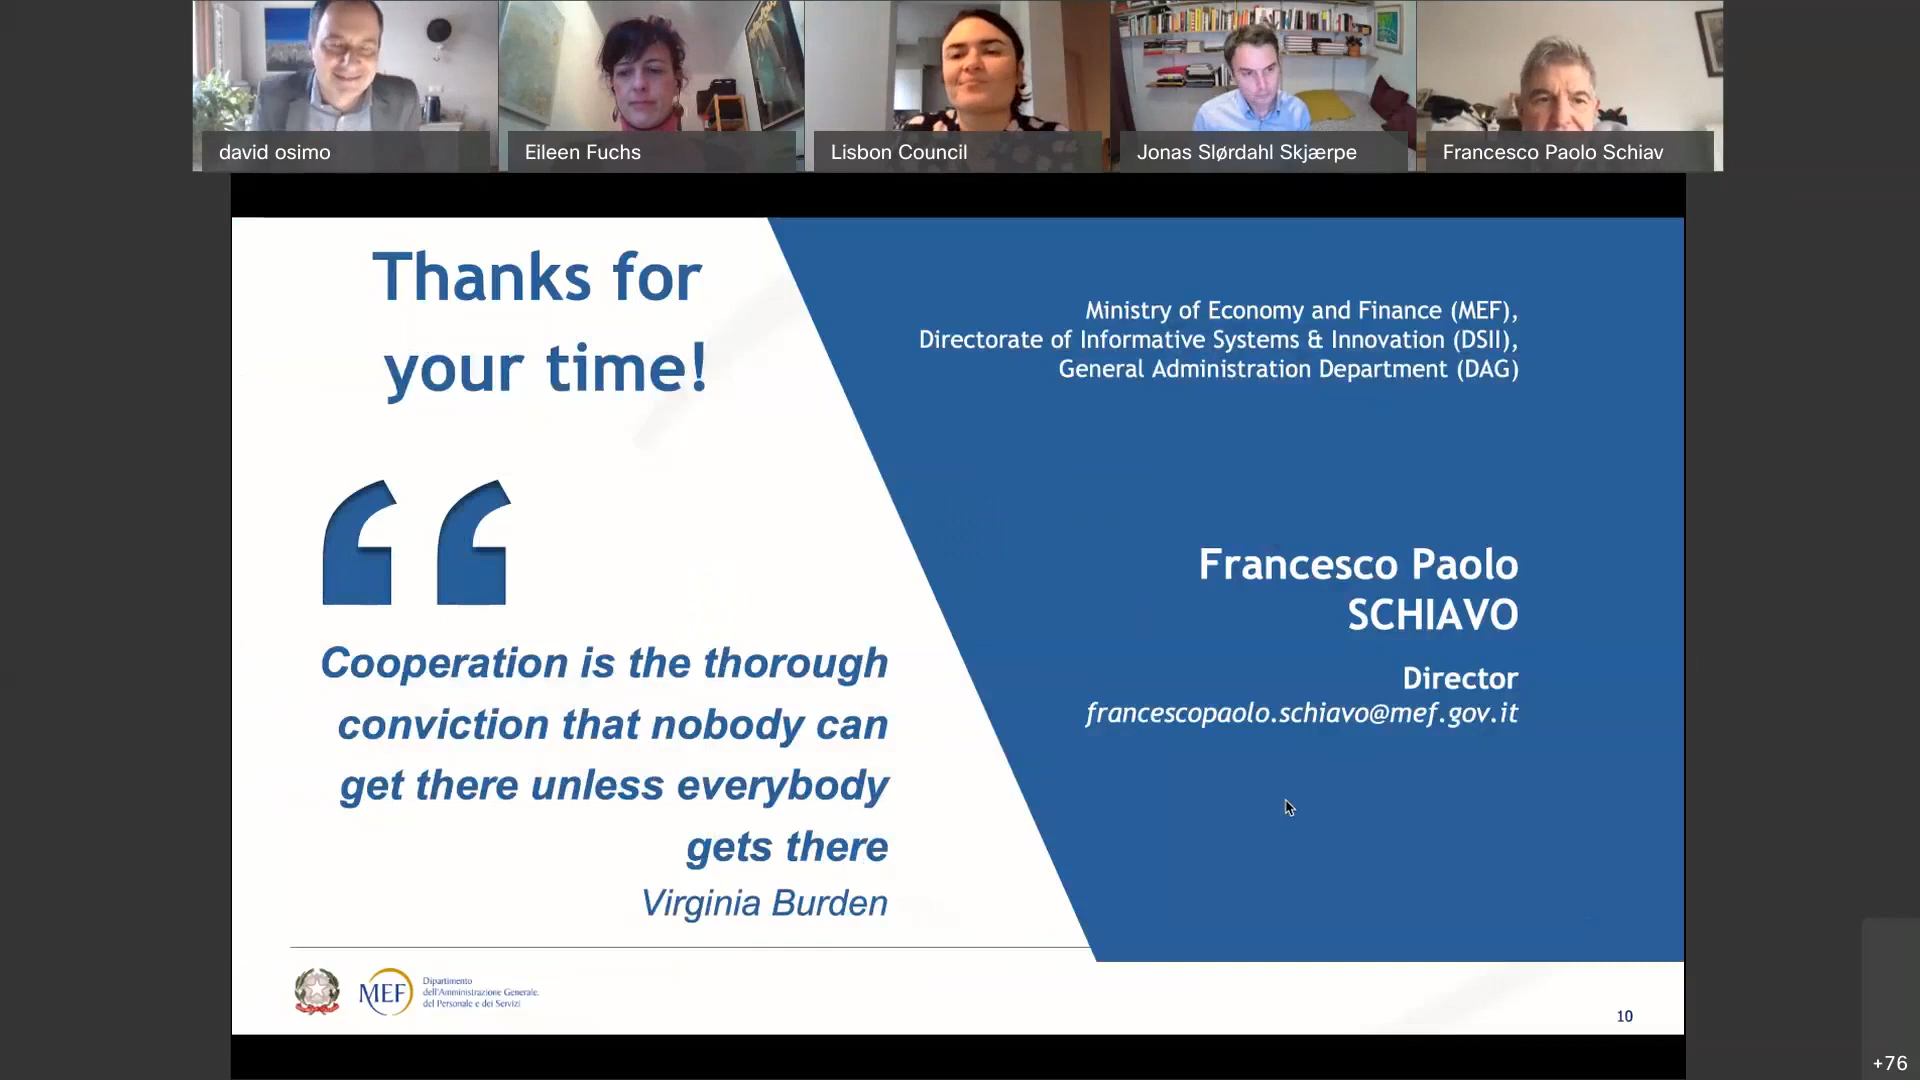 david osimo
Eileen Fuchs
Lisbon Council
Jonas Slørdahl Skjærpe
Francesco Paolo Schiav
Thanks for
your time!
Cooperation is the thorough
conviction that nobody can
get there unless everybody
gets there
Virginia Burden
Ministry of Economy and Finance (MEF),
Directorate of Informative Systems & Innovation (DSII),
General Administration Department (DAG)
Francesco Paolo
SCHIAVO
Director
francescopaolo.schiavo@mef.gov.it
MEF
Dipartimento
dell'Amministrazione Generale,
del Personale e dei Servizi
10
+76